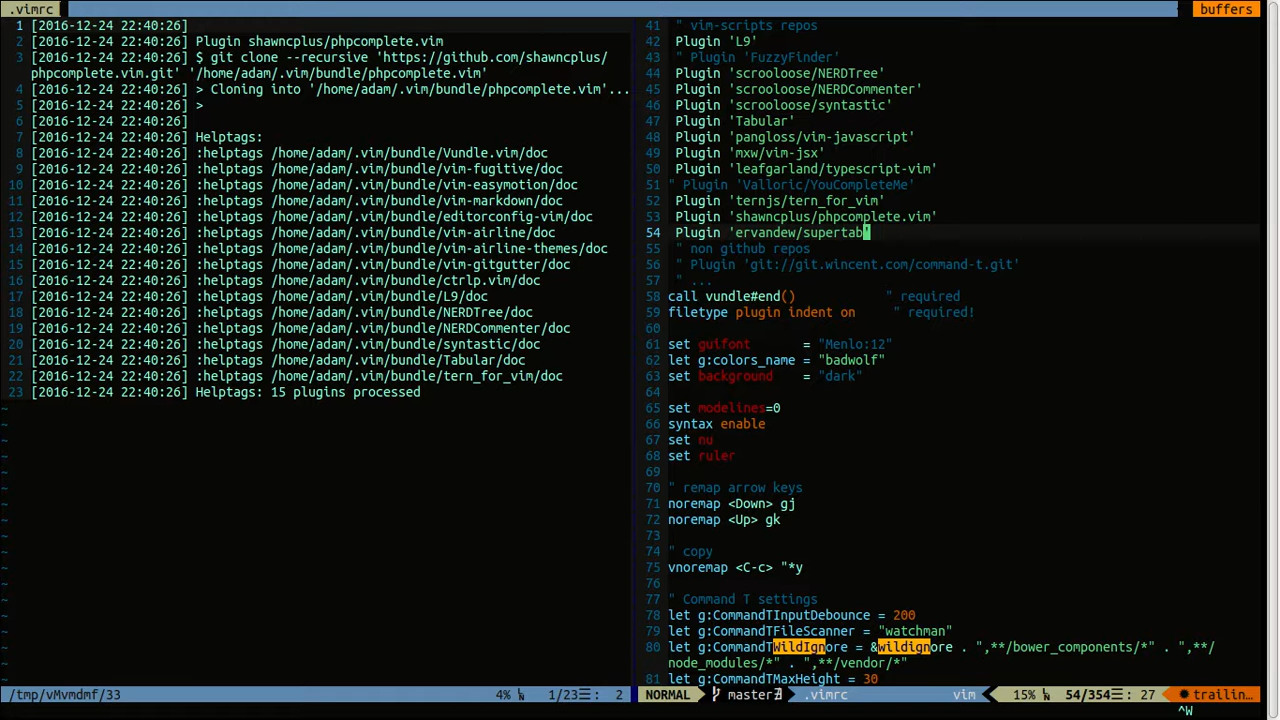 .vimrc
buffers
1 [2016-12-24 22:40:26]
2 [2016-12-24 22:40:26] Plugin shawncplus/phpcomplete.vim
3 [2016-12-24 22:40:26] $ git clone --recursive 'https://github.com/shawncplus/
phpcomplete.vim.git' '/home/adam/.vim/bundle/phpcomplete.vim'
4 [2016-12-24 22:40:26] > Cloning into '/home/adam/.vim/bundle/phpcomplete.vim'...
5 [2016-12-24 22:40:26] >
6 [2016-12-24 22:40:26]
7 [2016-12-24 22:40:26] Helptags:
8 [2016-12-24 22:40:26] :helptags /home/adam/.vim/bundle/Vundle.vim/doc
9 [2016-12-24 22:40:26] :helptags /home/adam/.vim/bundle/vim-fugitive/doc
10 [2016-12-24 22:40:26] :helptags /home/adam/.vim/bundle/vim-easymotion/doc
11 [2016-12-24 22:40:26] :helptags /home/adam/.vim/bundle/vim-markdown/doc
12 [2016-12-24 22:40:26] :helptags /home/adam/.vim/bundle/editorconfig-vim/doc
13 [2016-12-24 22:40:26] :helptags /home/adam/.vim/bundle/vim-airline/doc
14 [2016-12-24 22:40:26] :helptags /home/adam/.vim/bundle/vim-airline-themes/doc
15 [2016-12-24 22:40:26] :helptags /home/adam/.vim/bundle/vim-gitgutter/doc
16 [2016-12-24 22:40:26] :helptags /home/adam/.vim/bundle/ctrlp.vim/doc
17 [2016-12-24 22:40:26] :helptags /home/adam/.vim/bundle/L9/doc
18 [2016-12-24 22:40:26] :helptags /home/adam/.vim/bundle/NERDTree/doc
19 [2016-12-24 22:40:26] :helptags /home/adam/.vim/bundle/NERDCommenter/doc
20 [2016-12-24 22:40:26] :helptags /home/adam/.vim/bundle/syntastic/doc
21 [2016-12-24 22:40:26] :helptags /home/adam/.vim/bundle/Tabular/doc
22 [2016-12-24 22:40:26] :helptags /home/adam/.vim/bundle/tern_for_vim/doc
23 [2016-12-24 22:40:26] Helptags: 15 plugins processed
/tmp/vMvmdmf/33 4% 1/23☰: 2
41 " vim-scripts repos
42 Plugin 'L9'
43 " Plugin 'FuzzyFinder'
44 Plugin 'scrooloose/NERDTree'
45 Plugin 'scrooloose/NERDCommenter'
46 Plugin 'scrooloose/syntastic'
47 Plugin 'Tabular'
48 Plugin 'pangloss/vim-javascript'
49 Plugin 'mxw/vim-jsx'
50 Plugin 'leafgarland/typescript-vim'
51 " Plugin 'Valloric/YouCompleteMe'
52 Plugin 'ternjs/tern_for_vim'
53 Plugin 'shawncplus/phpcomplete.vim'
54 Plugin 'ervandew/supertab'
55 " non github repos
56 " Plugin 'git://git.wincent.com/command-t.git'
57 " ...
58 call vundle#end() " required
59 filetype plugin indent on " required!
60
61 set guifont = "Menlo:12"
62 let g:colors_name = "badwolf"
63 set background = "dark"
64
65 set modelines=0
66 syntax enable
67 set nu
68 set ruler
69
70 " remap arrow keys
71 noremap <Down> gj
72 noremap <Up> gk
73
74 " copy
75 vnoremap <C-c> "*y
76
77 " Command T settings
78 let g:CommandTInputDebounce = 200
79 let g:CommandTFileScanner = "watchman"
80 let g:CommandTWildIgnore = &wildignore . ",**/bower_components/*" . ",**/
node_modules/*" . ",**/vendor/*"
81 let g:CommandTMaxHeight = 30
NORMAL master∄ .vimrc vim 15% 54/354☰: 27 trailin…
^W